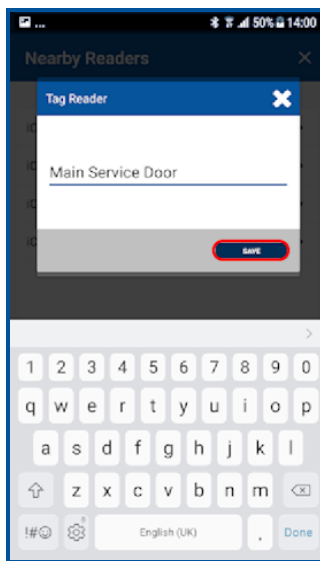 ... 50% 14:00
Nearby Readers
Tag Reader
Main Service Door
SAVE
1 2 3 4 5 6 7 8 9 0
q w e r t y u i o p
a s d f g h j k l
z x c v b n m
!#☺ English (UK) . Done